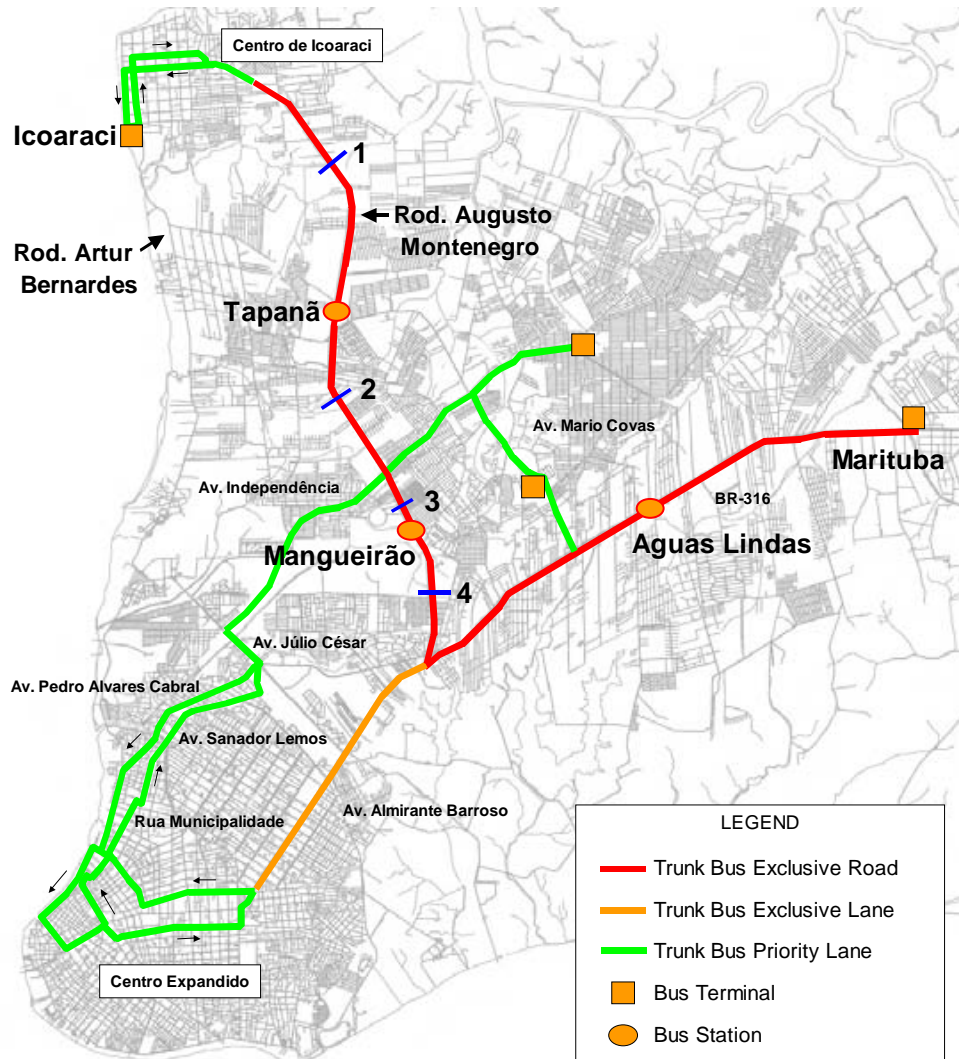 Centro de Icoaraci
Icoaraci
1
Rod. Augusto
Montenegro
Rod. Artur
Bernardes
Tapanã
2
Av. Mario Covas
Marituba
Av. Independência
3
BR-316
Mangueirão
Aguas Lindas
4
Av. Júlio César
Av. Pedro Alvares Cabral
Av. Sanador Lemos
Av. Almirante Barroso
Rua Municipalidade
Centro Expandido
LEGEND
Trunk Bus Exclusive Road
Trunk Bus Exclusive Lane
Trunk Bus Priority Lane
Bus Terminal
Bus Station